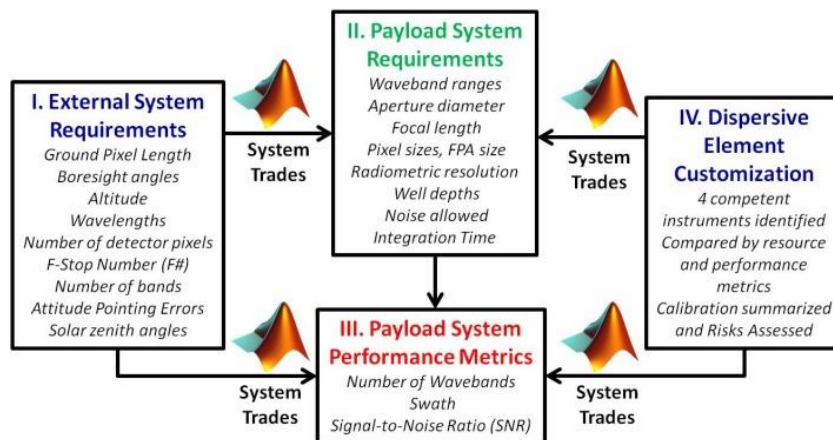 I. External System
Requirements
Ground Pixel Length
Boresight angles
Altitude
Wavelengths
Number of detector pixels
F-Stop Number (F#)
Number of bands
Attitude Pointing Errors
Solar zenith angles
System
Trades
II. Payload System
Requirements
Waveband ranges
Aperture diameter
Focal length
Pixel sizes, FPA size
Radiometric resolution
Well depths
Noise allowed
Integration Time
System
Trades
IV. Dispersive
Element
Customization
4 competent
instruments identified
Compared by resource
and performance
metrics
Calibration summarized
and Risks Assessed
System
Trades
III. Payload System
Performance Metrics
Number of Wavebands
Swath
Signal-to-Noise Ratio (SNR)
System
Trades